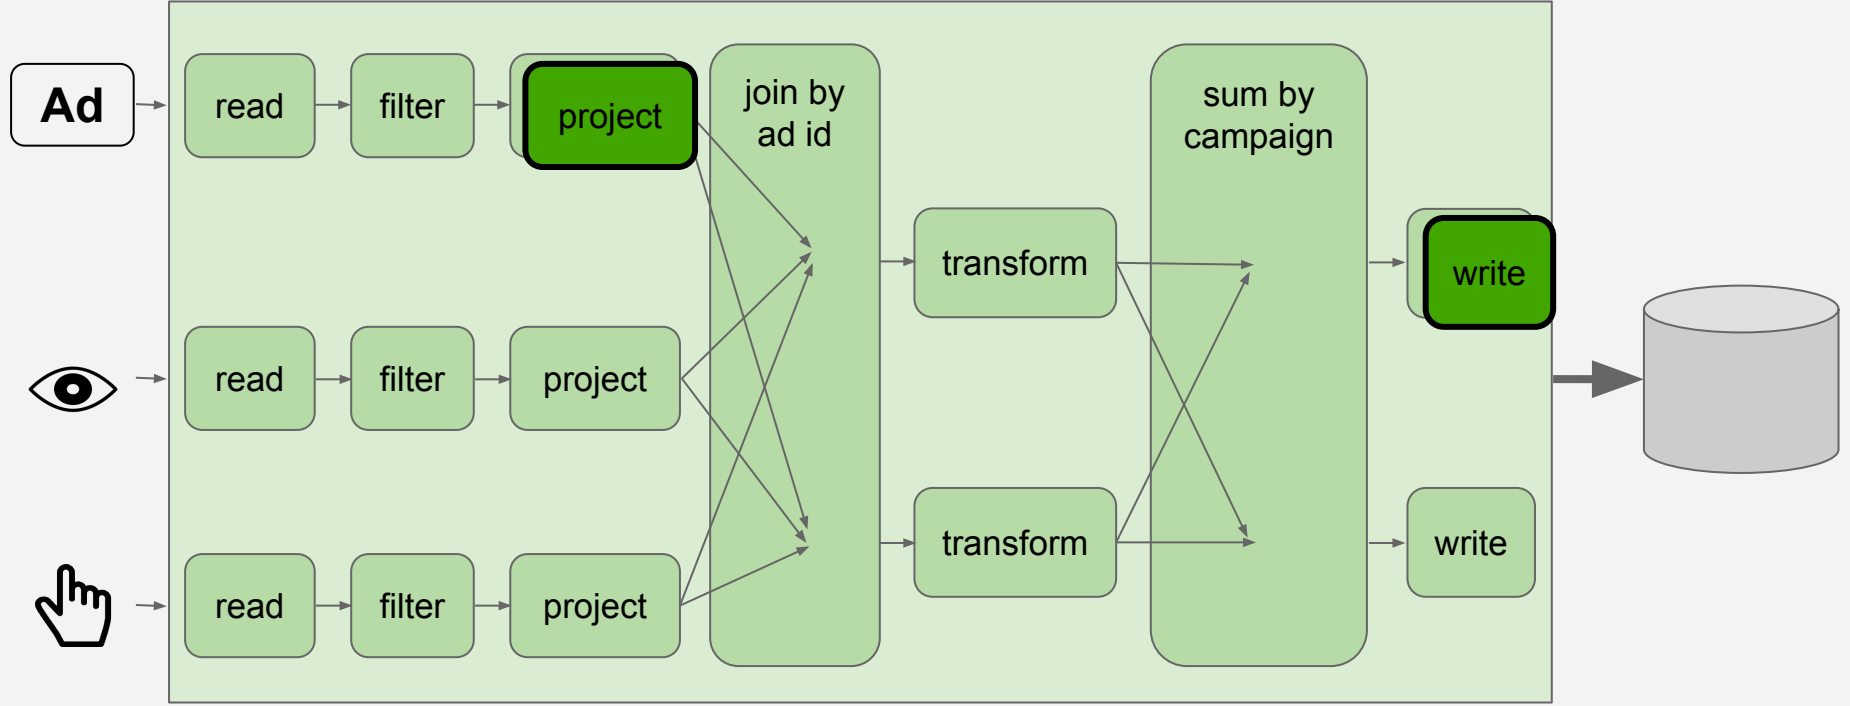 Ad
read
filter
project
join by
ad id
sum by
campaign
transform
write
read
filter
project
transform
write
read
filter
project